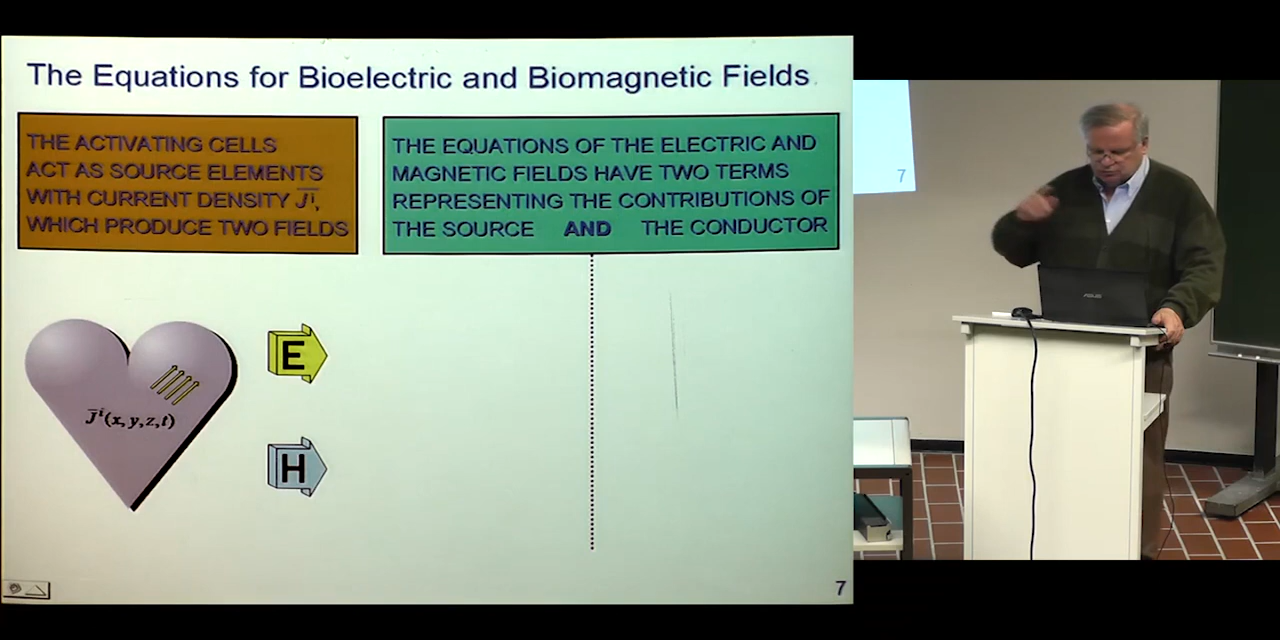 The Equations for Bioelectric and Biomagnetic Fields
THE ACTIVATING CELLS
ACT AS SOURCE ELEMENTS
WITH CURRENT DENSITY J̅ⁱ,
WHICH PRODUCE TWO FIELDS
THE EQUATIONS OF THE ELECTRIC AND
MAGNETIC FIELDS HAVE TWO TERMS
REPRESENTING THE CONTRIBUTIONS OF
THE SOURCE AND THE CONDUCTOR
E
J̅ⁱ(x, y, z, t)
H
7
7
ASUS